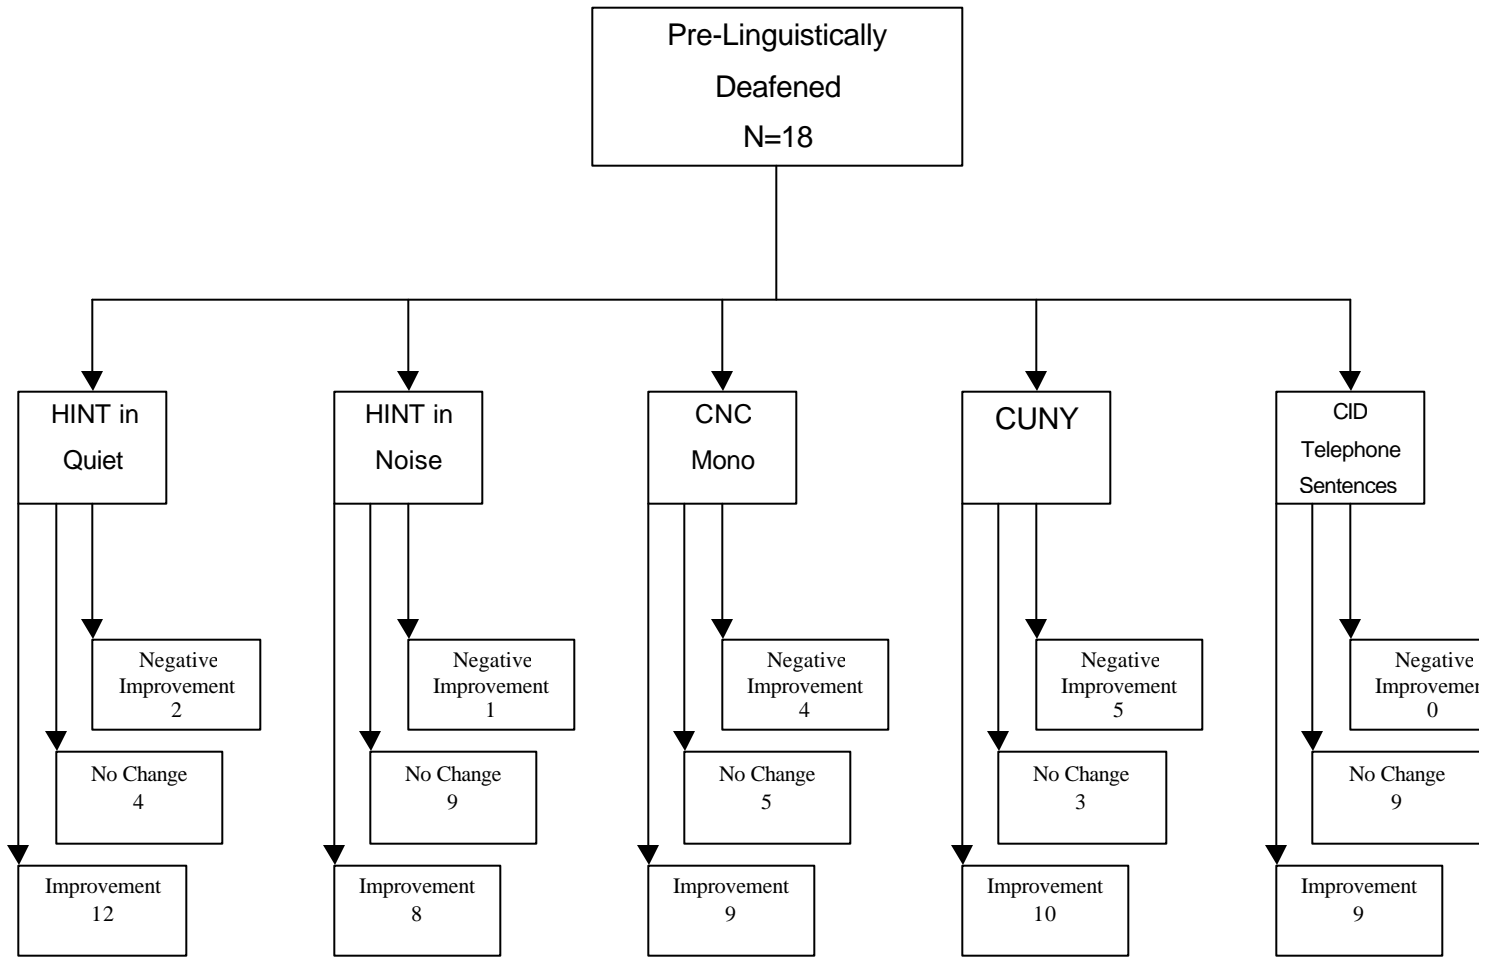 Pre-Linguistically
Deafened
N=18
HINT in
Quiet
HINT in
Noise
CNC
Mono
CUNY
CID
Telephone
Sentences
Negative
Improvement
2
Negative
Improvement
1
Negative
Improvement
4
Negative
Improvement
5
Negative
Improvemen
0
No Change
4
No Change
9
No Change
5
No Change
3
No Change
9
Improvement
12
Improvement
8
Improvement
9
Improvement
10
Improvement
9